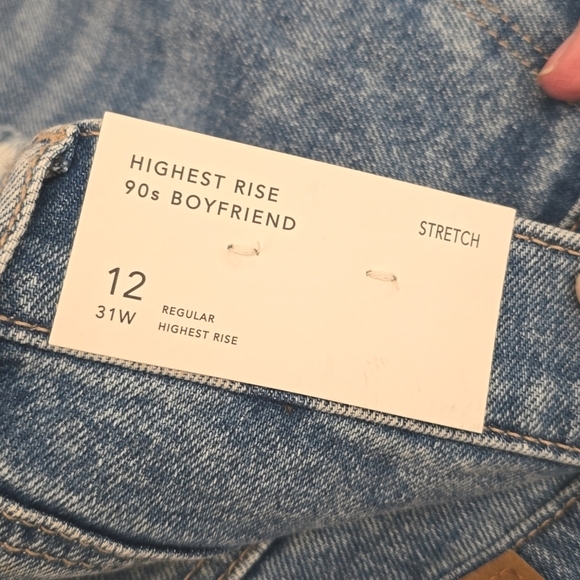 HIGHEST RISE
90s BOYFRIEND
STRETCH
12
31W
REGULAR
HIGHEST RISE